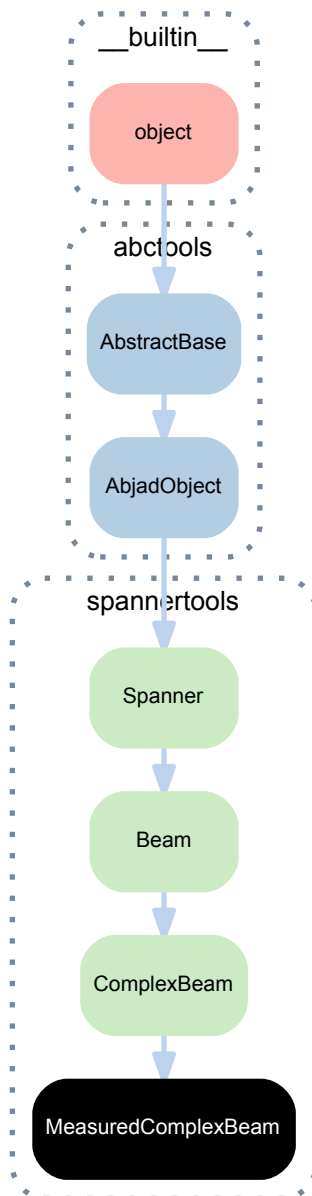 __builtin__
object
abctools
AbstractBase
AbjadObject
spannertools
Spanner
Beam
ComplexBeam
MeasuredComplexBeam